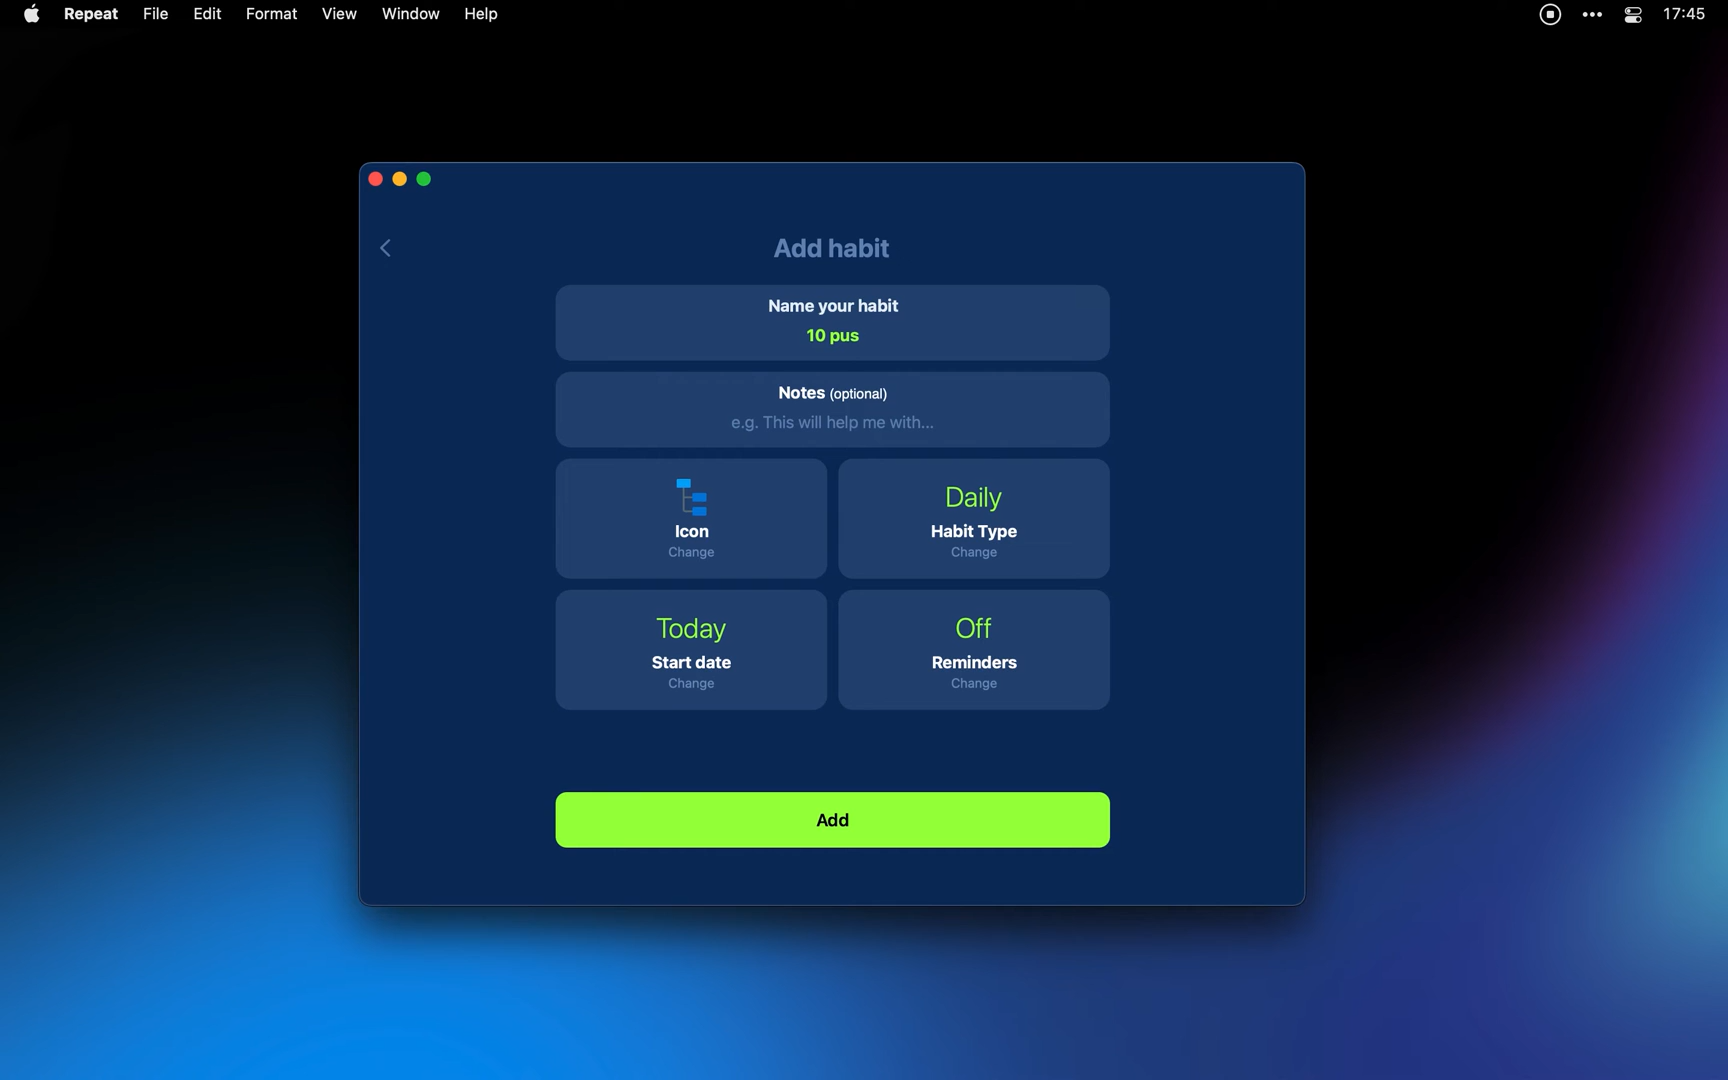 Repeat File Edit Format View Window Help 17:45
Add habit
Name your habit
10 pus
Notes (optional)
e.g. This will help me with...
Icon
Change
Daily
Habit Type
Change
Today
Start date
Change
Off
Reminders
Change
Add